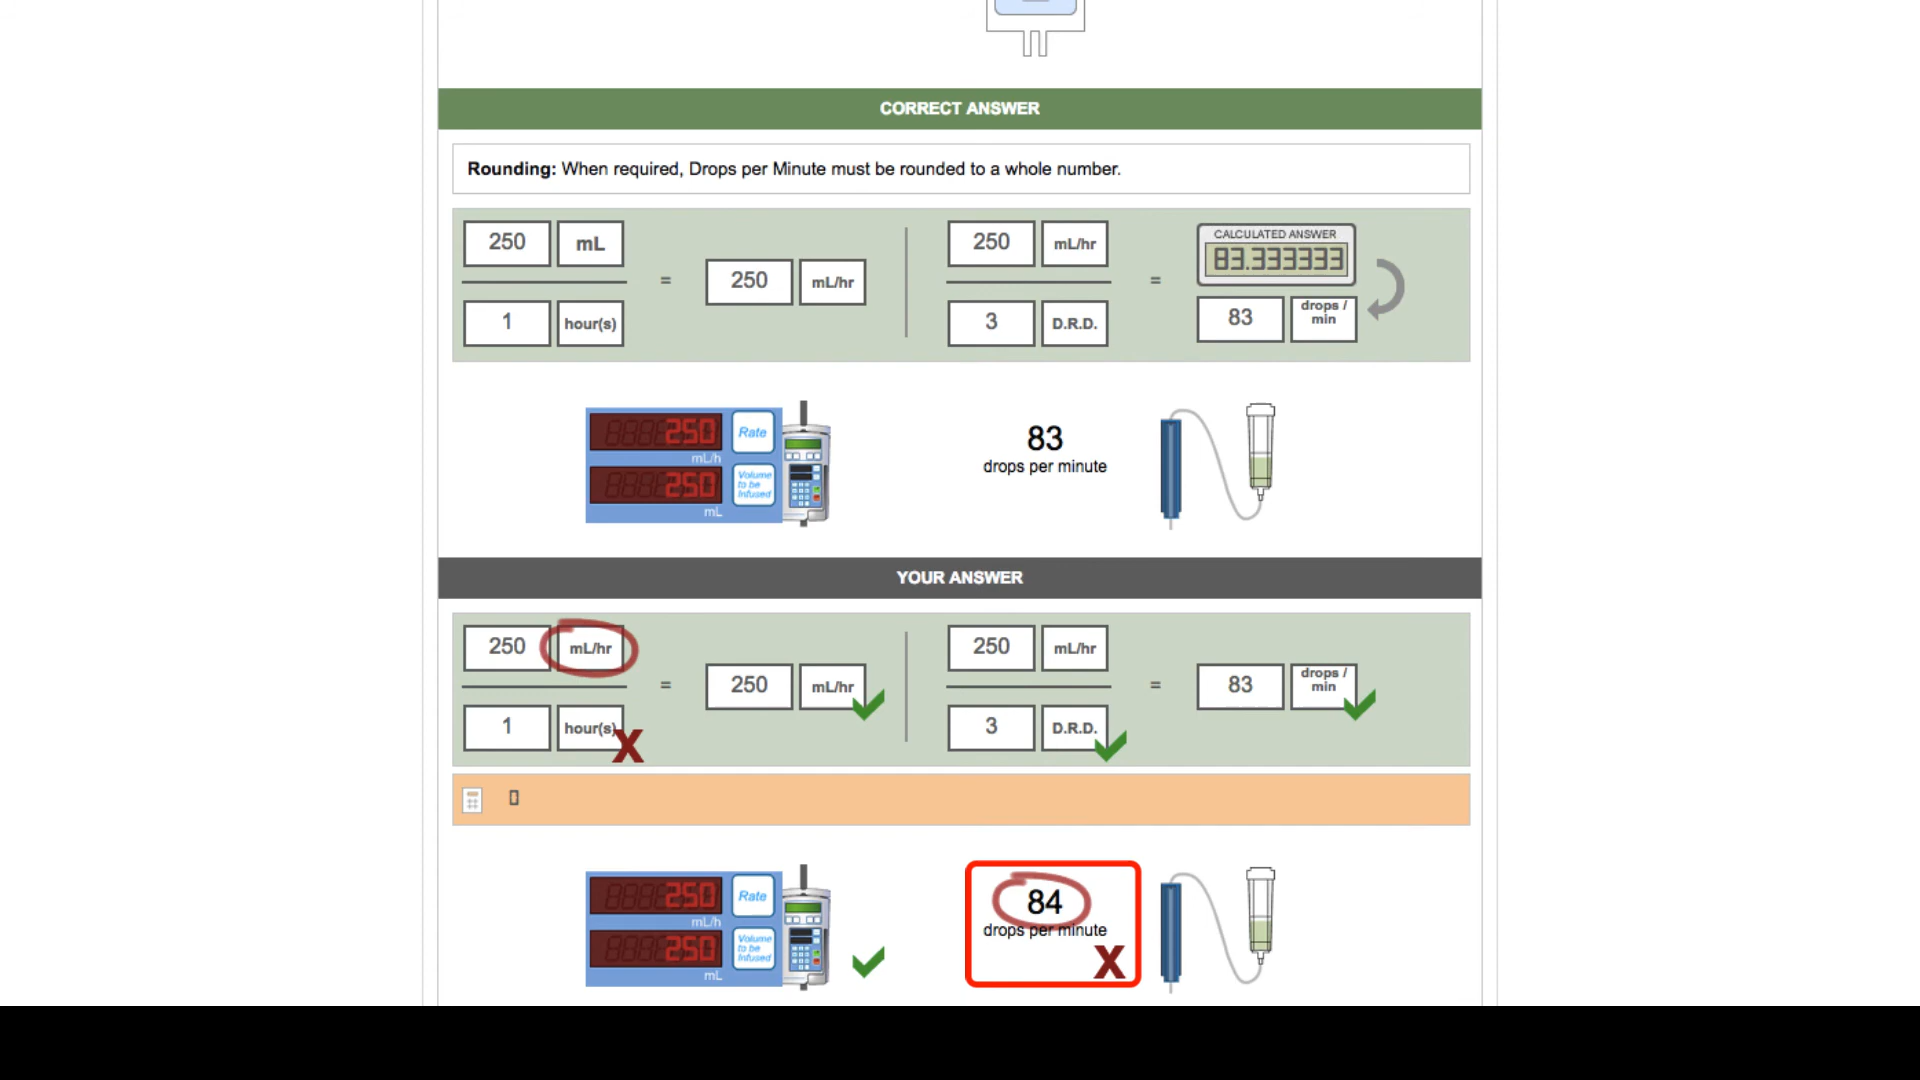 CORRECT ANSWER
Rounding: When required, Drops per Minute must be rounded to a whole number.
250 mL
1 hour(s)
=
250 mL/hr
250 mL/hr
3 D.R.D.
=
CALCULATED ANSWER
83.333333
83 drops / min
250 Rate
mL/h
250 Volume to be Infused
mL
83
drops per minute
YOUR ANSWER
250 mL/hr
1 hour(s) X
=
250 mL/hr
250 mL/hr
3 D.R.D.
=
83 drops / min
250 Rate
mL/h
250 Volume to be Infused
mL
84
drops per minute
X